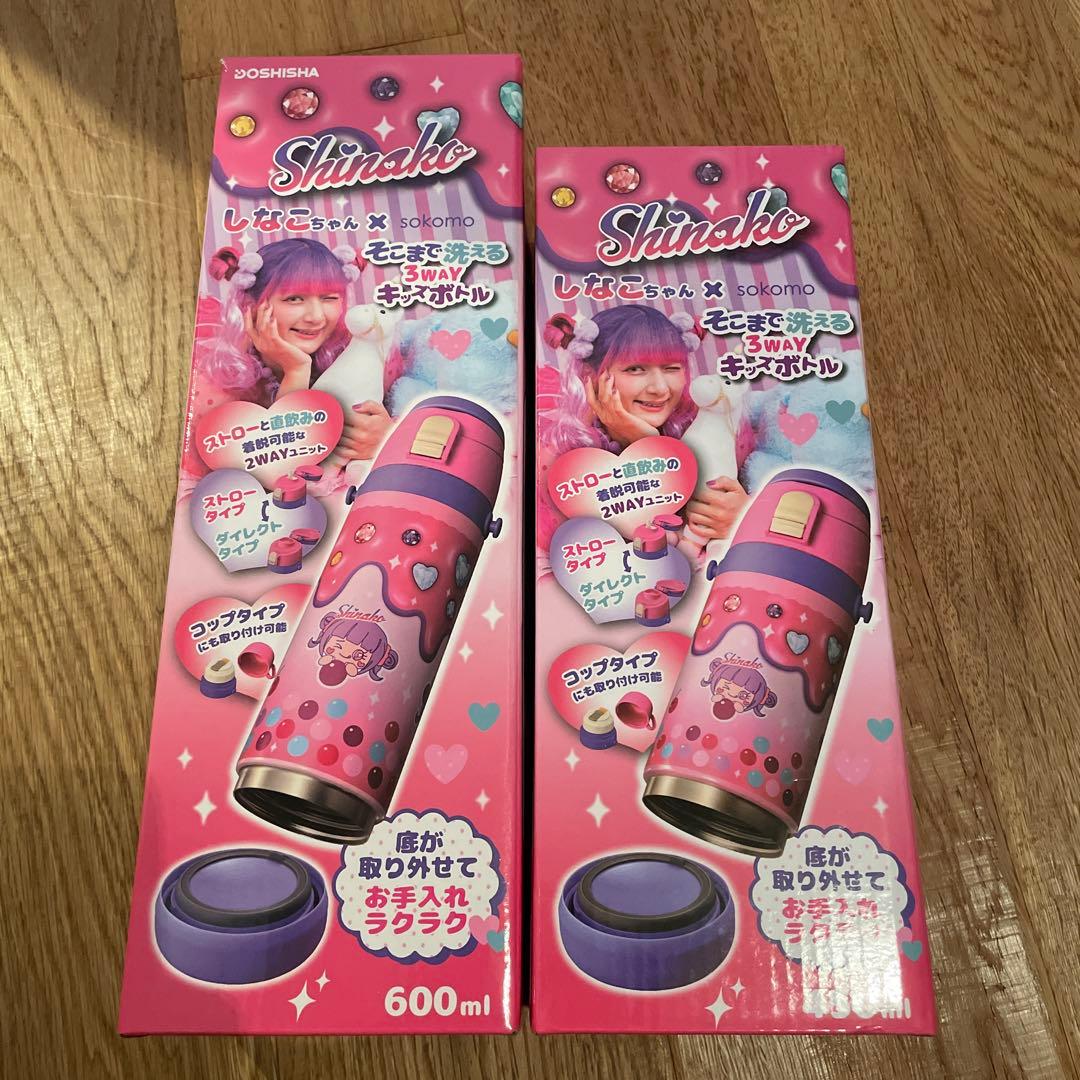 DOSHISHA
Shinako
しなこちゃん × sokomo
そこまで洗える
3WAY
キッズボトル
ストローと直飲みの
着脱可能な
2WAYユニット
ストロー
タイプ
ダイレクト
タイプ
コップタイプ
にも取り付け可能
Shinako
底が
取り外せて
お手入れ
ラクラク
600ml
Shinako
しなこちゃん × sokomo
そこまで洗える
3WAY
キッズボトル
ストローと直飲みの
着脱可能な
2WAYユニット
ストロー
タイプ
ダイレクト
タイプ
コップタイプ
にも取り付け可能
Shinako
底が
取り外せて
お手入れ
ラクラク